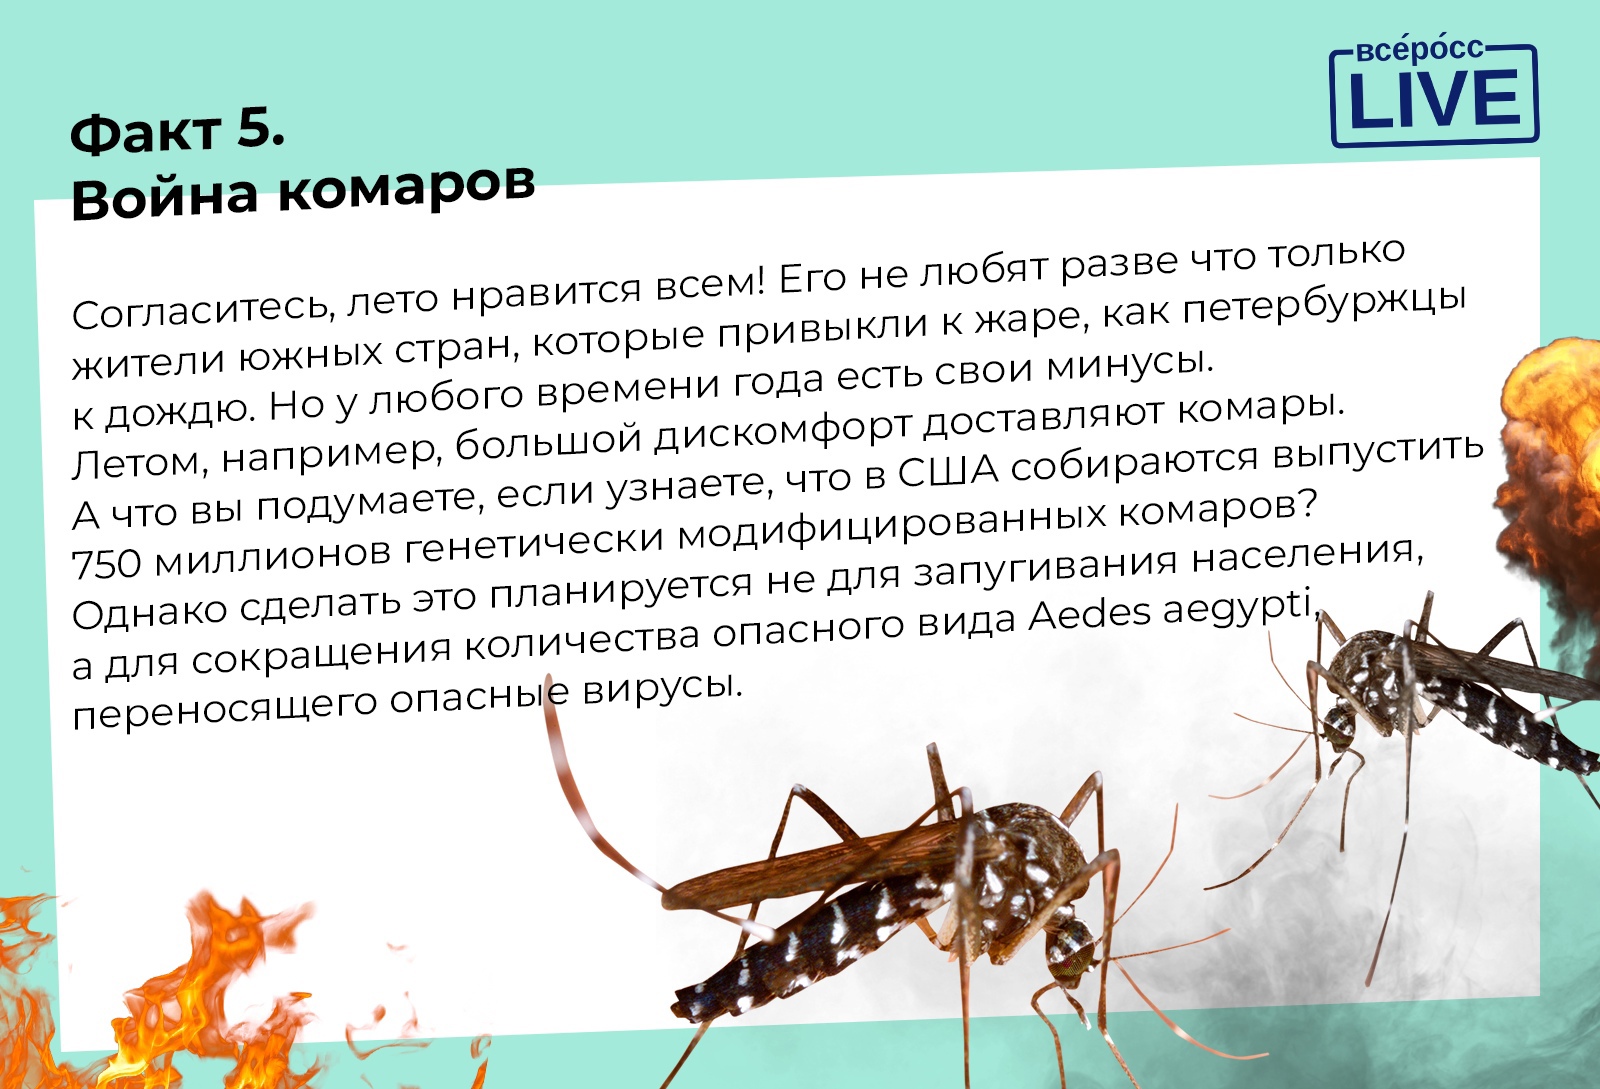 всеросс
LIVE
Факт 5.
Война комаров
Согласитесь, лето нравится всем! Его не любят разве что только
жители южных стран, которые привыкли к жаре, как петербуржцы
к дождю. Но у любого времени года есть свои минусы.
Летом, например, большой дискомфорт доставляют комары.
А что вы подумаете, если узнаете, что в США собираются выпустить
750 миллионов генетически модифицированных комаров?
Однако сделать это планируется не для запугивания населения,
а для сокращения количества опасного вида Aedes aegypti,
переносящего опасные вирусы.